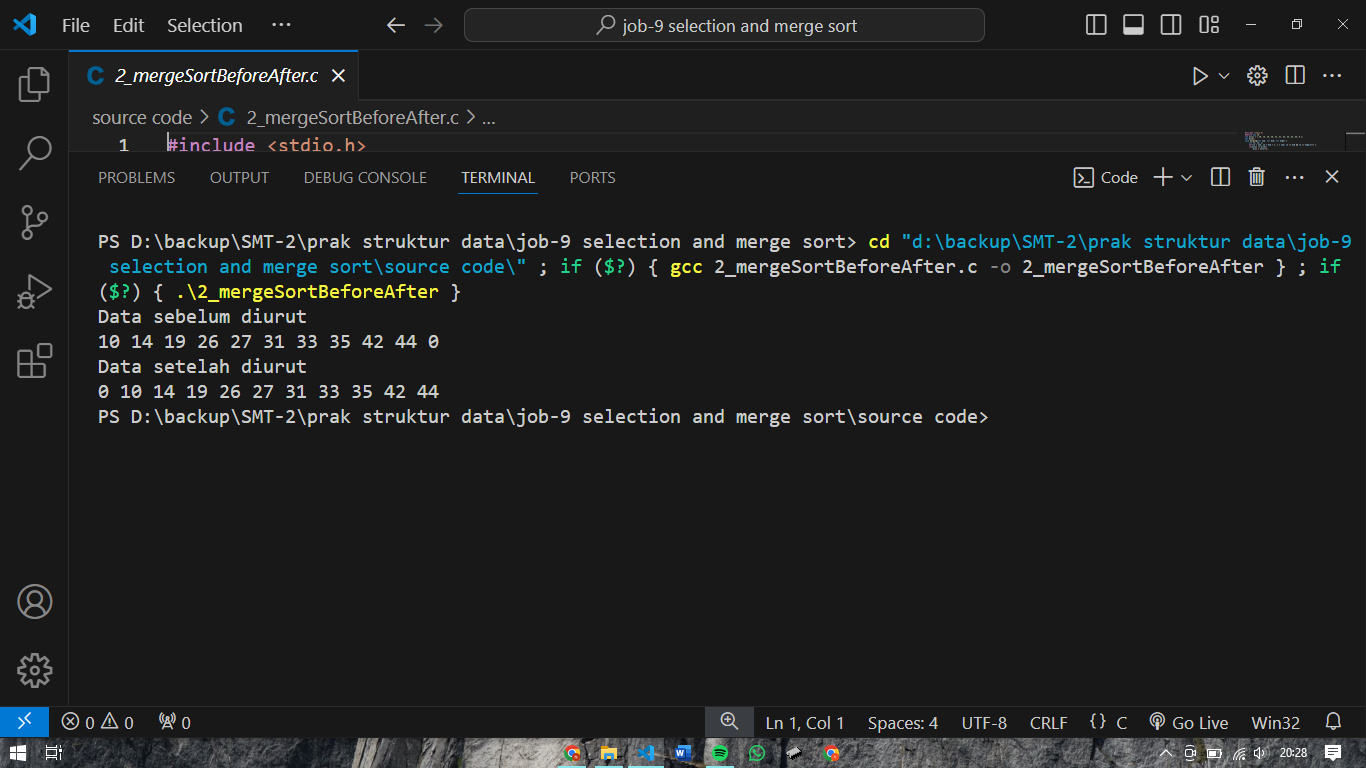 File Edit Selection ··· job-9 selection and merge sort
C 2_mergeSortBeforeAfter.c
source code > C 2_mergeSortBeforeAfter.c > ...
1 #include <stdio.h>
PROBLEMS OUTPUT DEBUG CONSOLE TERMINAL PORTS Code
PS D:\backup\SMT-2\prak struktur data\job-9 selection and merge sort> cd "d:\backup\SMT-2\prak struktur data\job-9
selection and merge sort\source code\" ; if ($?) { gcc 2_mergeSortBeforeAfter.c -o 2_mergeSortBeforeAfter } ; if
($?) { .\2_mergeSortBeforeAfter }
Data sebelum diurut
10 14 19 26 27 31 33 35 42 44 0
Data setelah diurut
0 10 14 19 26 27 31 33 35 42 44
PS D:\backup\SMT-2\prak struktur data\job-9 selection and merge sort\source code>
0 0 0 Ln 1, Col 1 Spaces: 4 UTF-8 CRLF {} C Go Live Win32
20:28